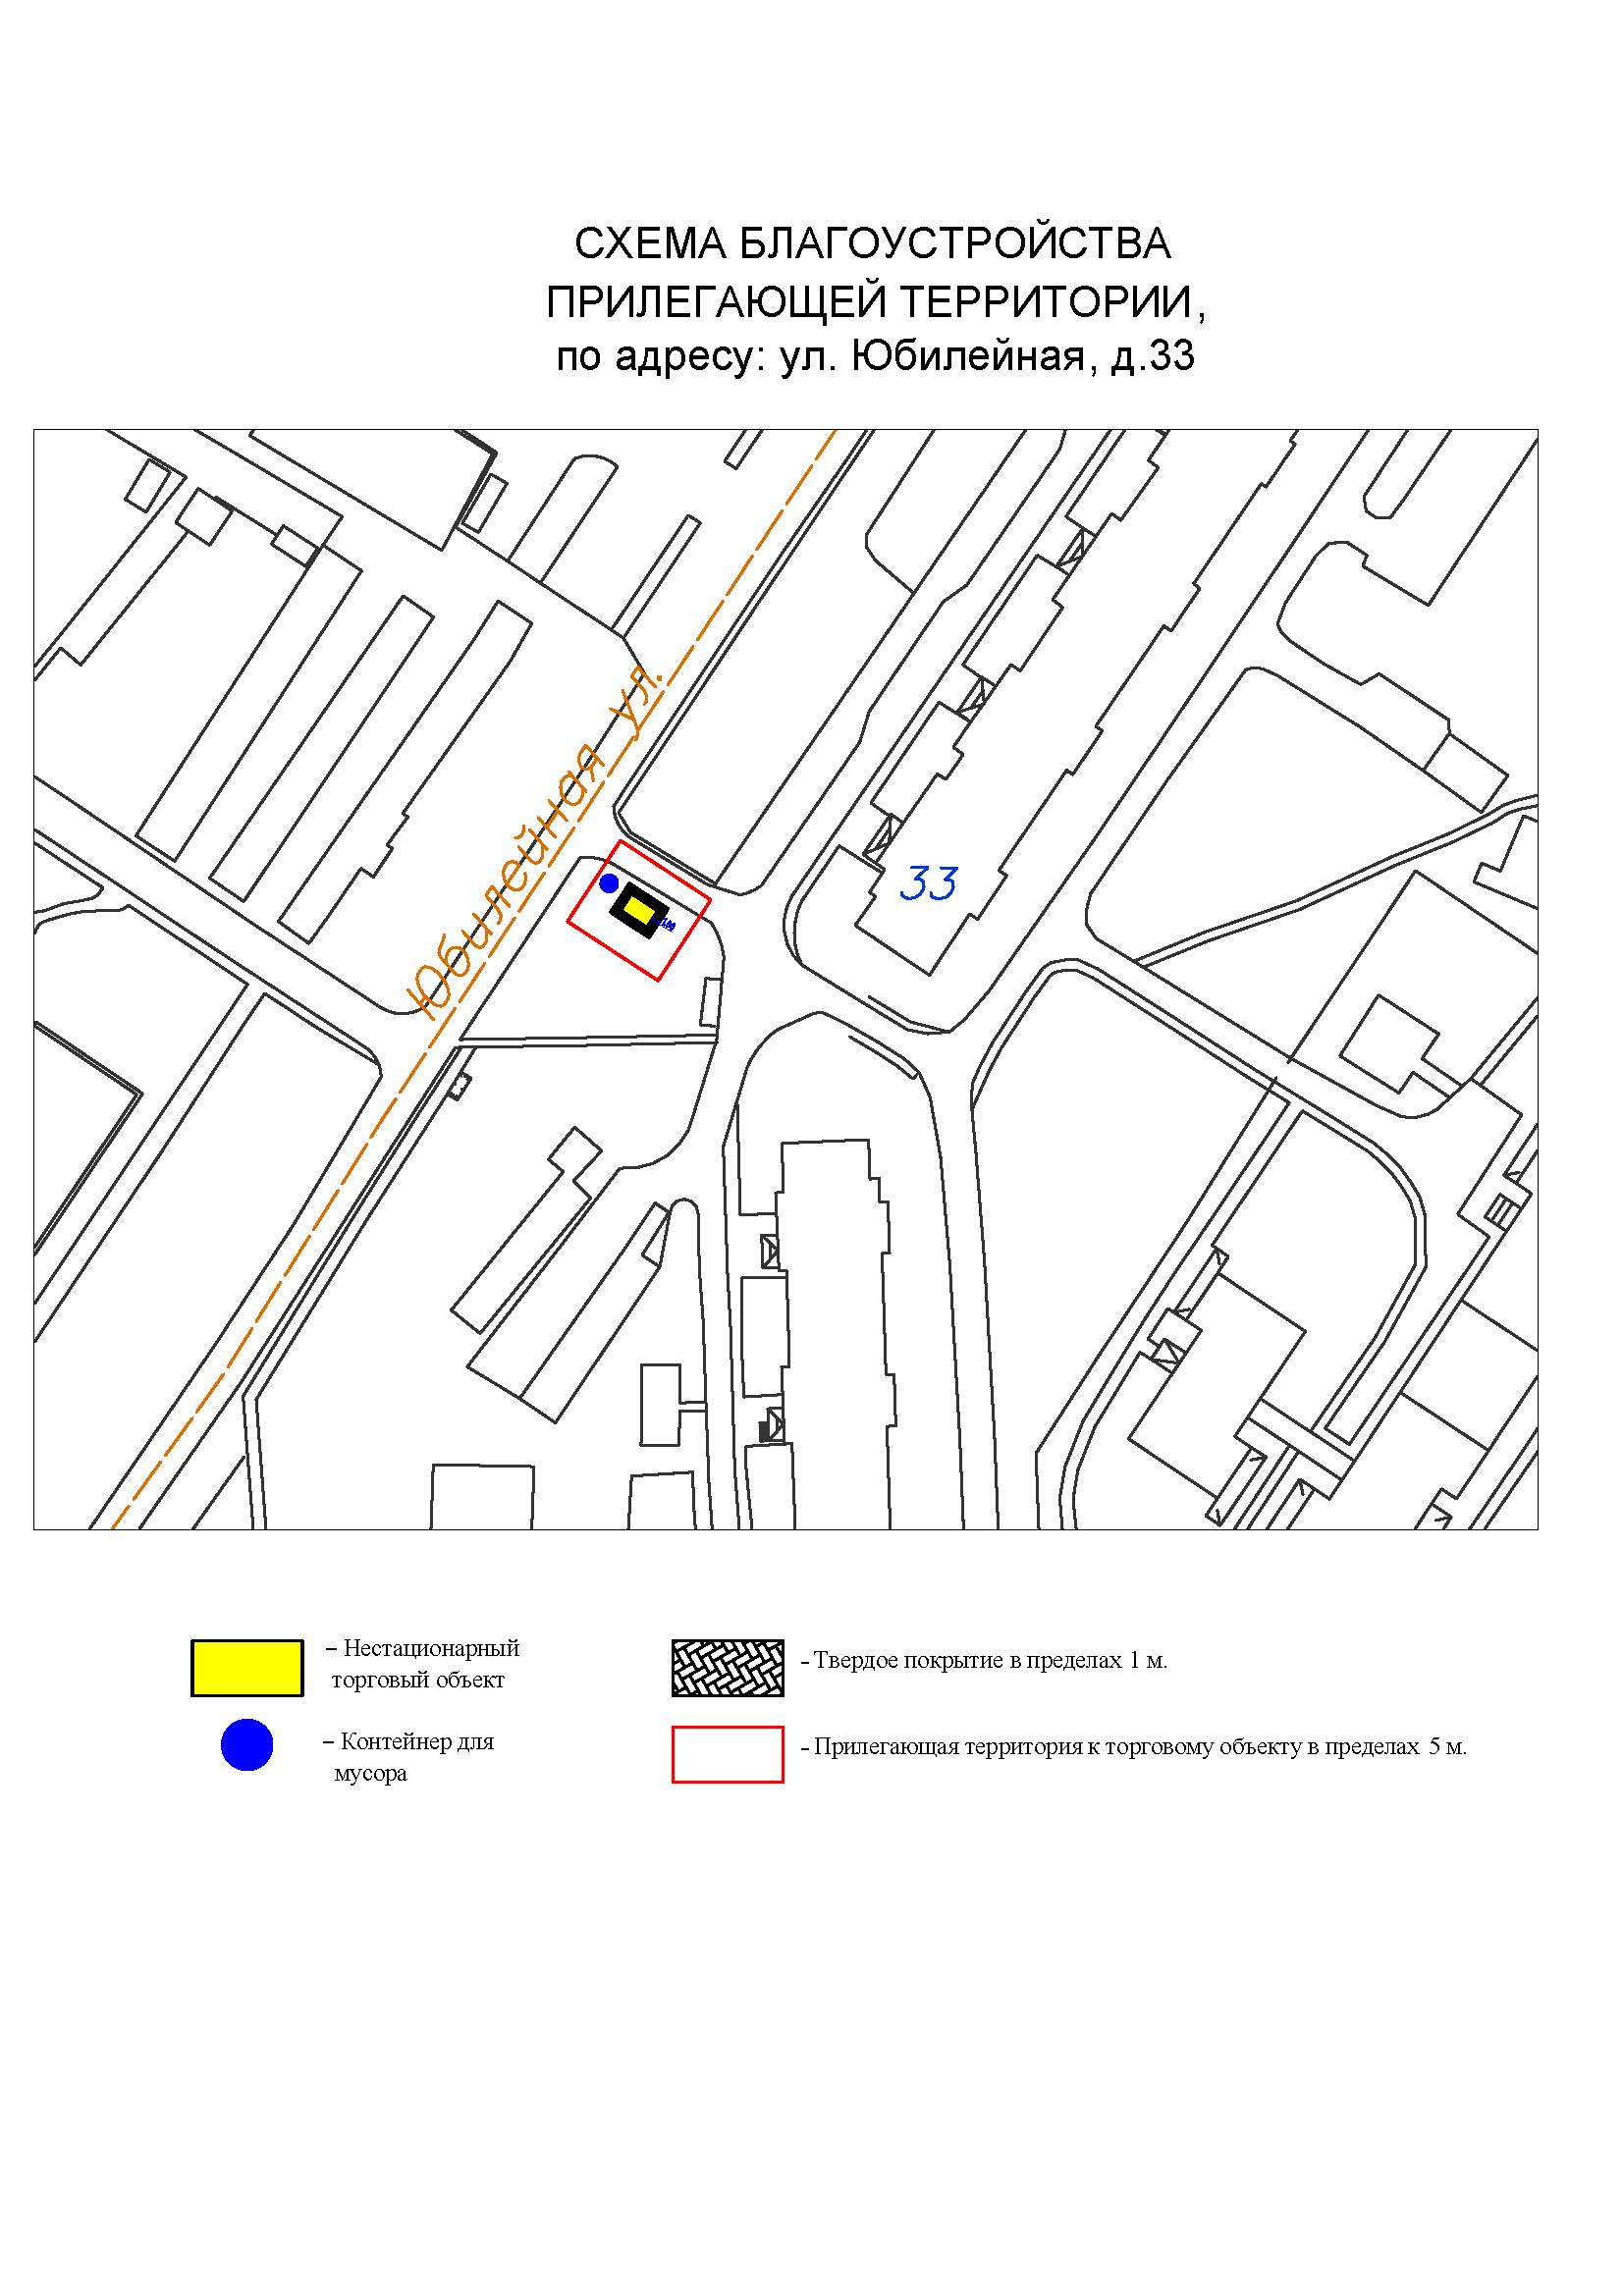 СХЕМА БЛАГОУСТРОЙСТВА
ПРИЛЕГАЮЩЕЙ ТЕРРИТОРИИ,
по адресу: ул. Юбилейная, д.33
Юбилейная ул.
33
– Нестационарный
торговый объект
– Контейнер для
мусора
– Твердое покрытие в пределах 1 м.
– Прилегающая территория к торговому объекту в пределах 5 м.